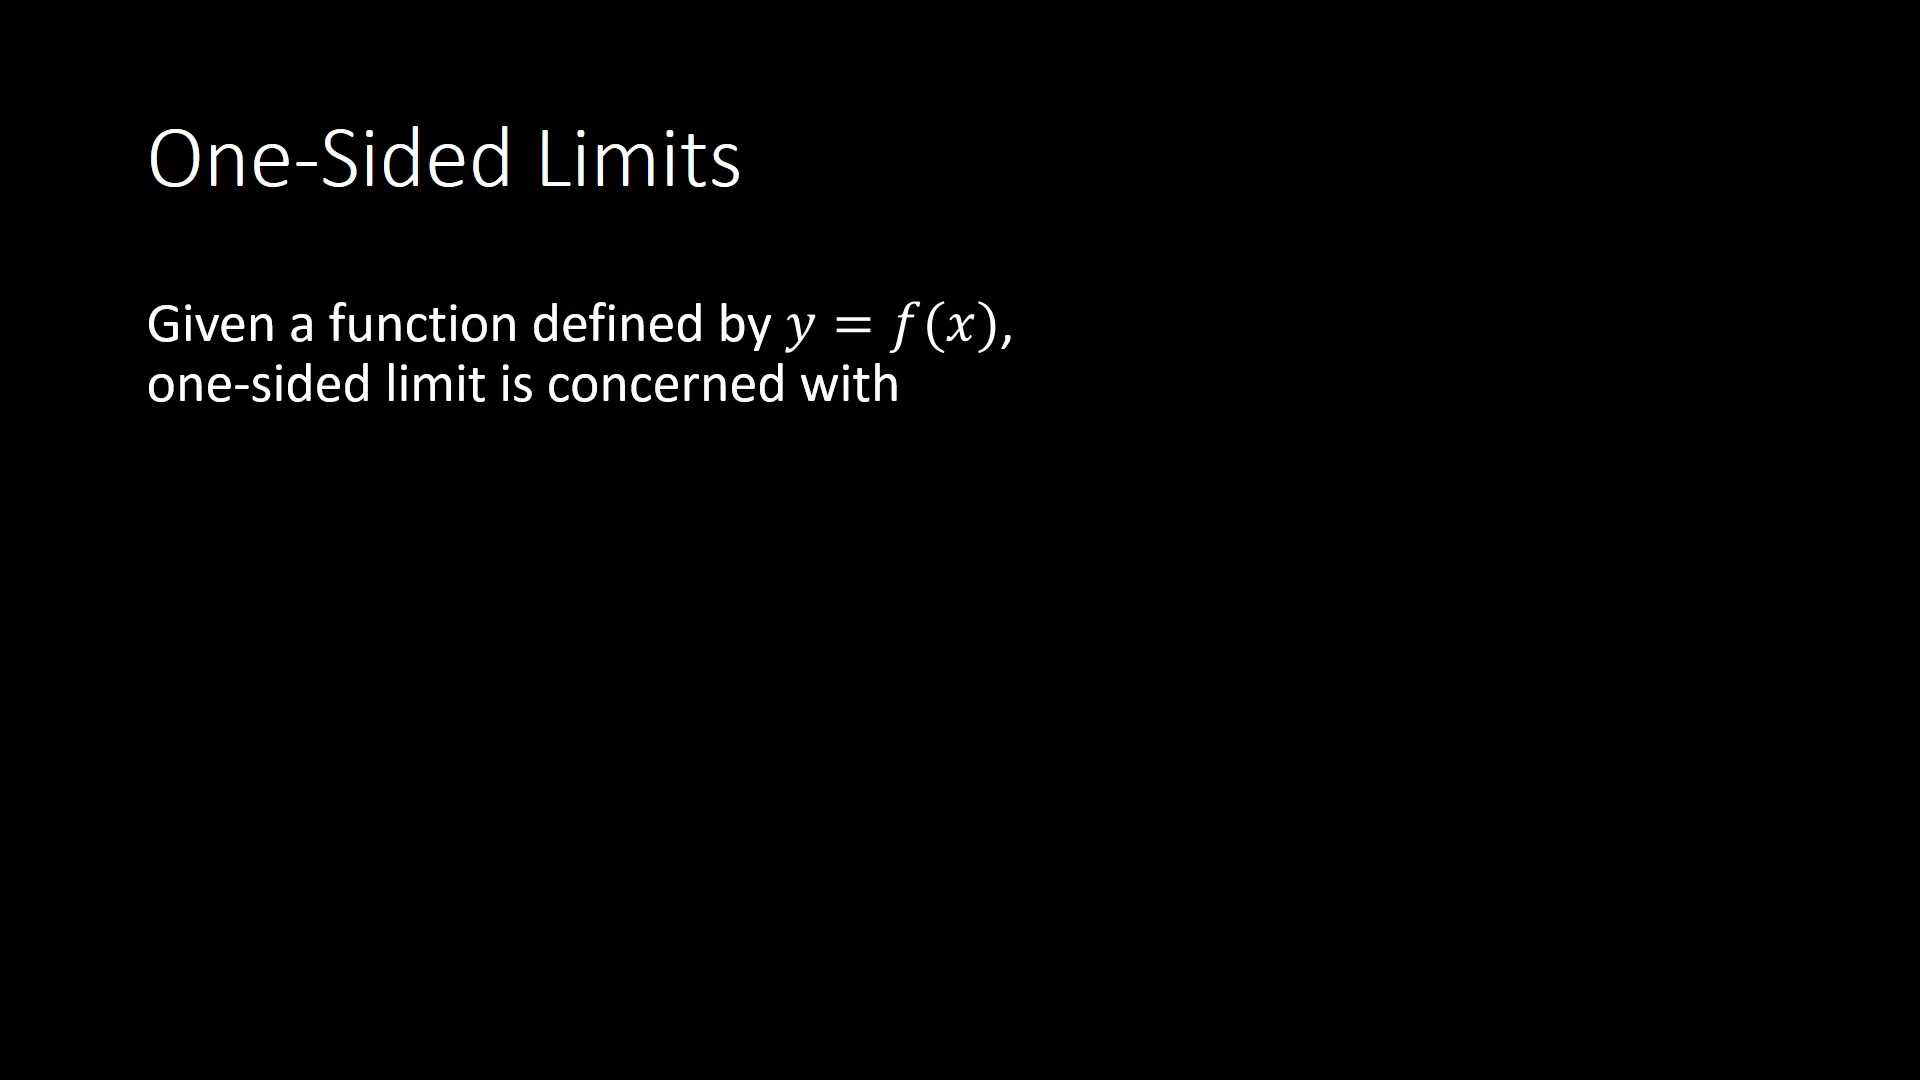 One-Sided Limits
Given a function defined by y = f(x),
one-sided limit is concerned with